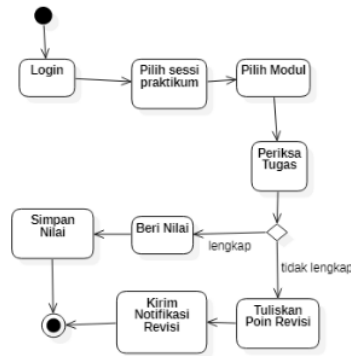 Login
Pilih sessi
praktikum
Pilih Modul
Periksa
Tugas
Simpan
Nilai
Beri Nilai
lengkap
tidak lengkap
Kirim
Notifikasi
Revisi
Tuliskan
Poin Revisi